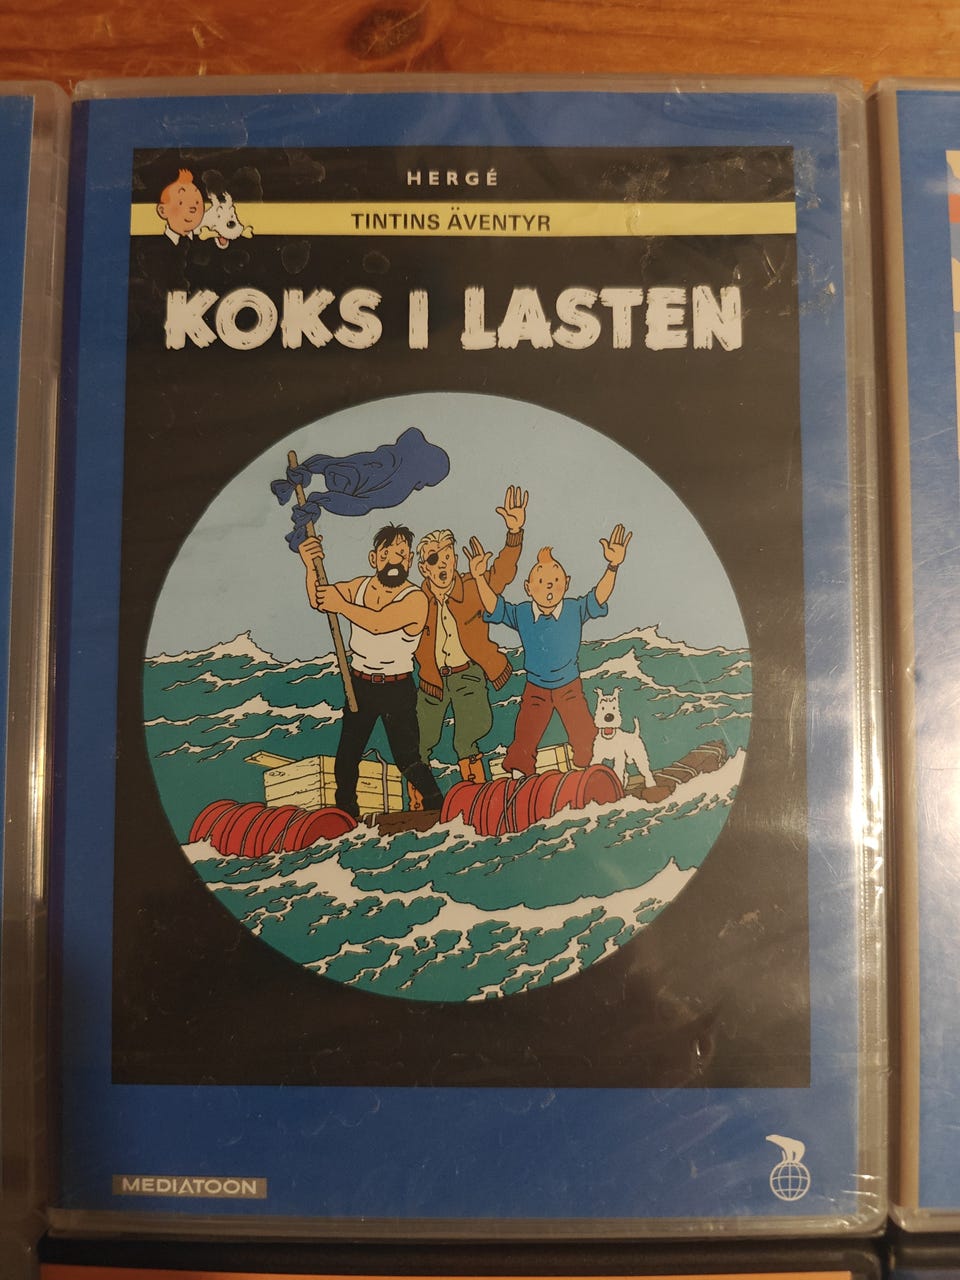 HERGÉ
TINTINS ÄVENTYR
KOKS I LASTEN
MEDIATOON